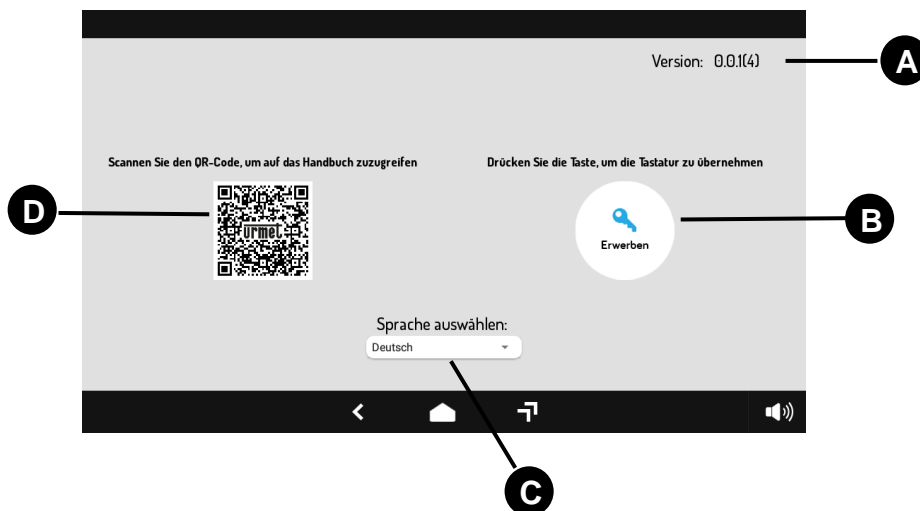 Version: 0.0.1(4)
A
Scannen Sie den QR-Code, um auf das Handbuch zuzugreifen
Drücken Sie die Taste, um die Tastatur zu übernehmen
D
urmet
B
Erwerben
Sprache auswählen:
Deutsch
C